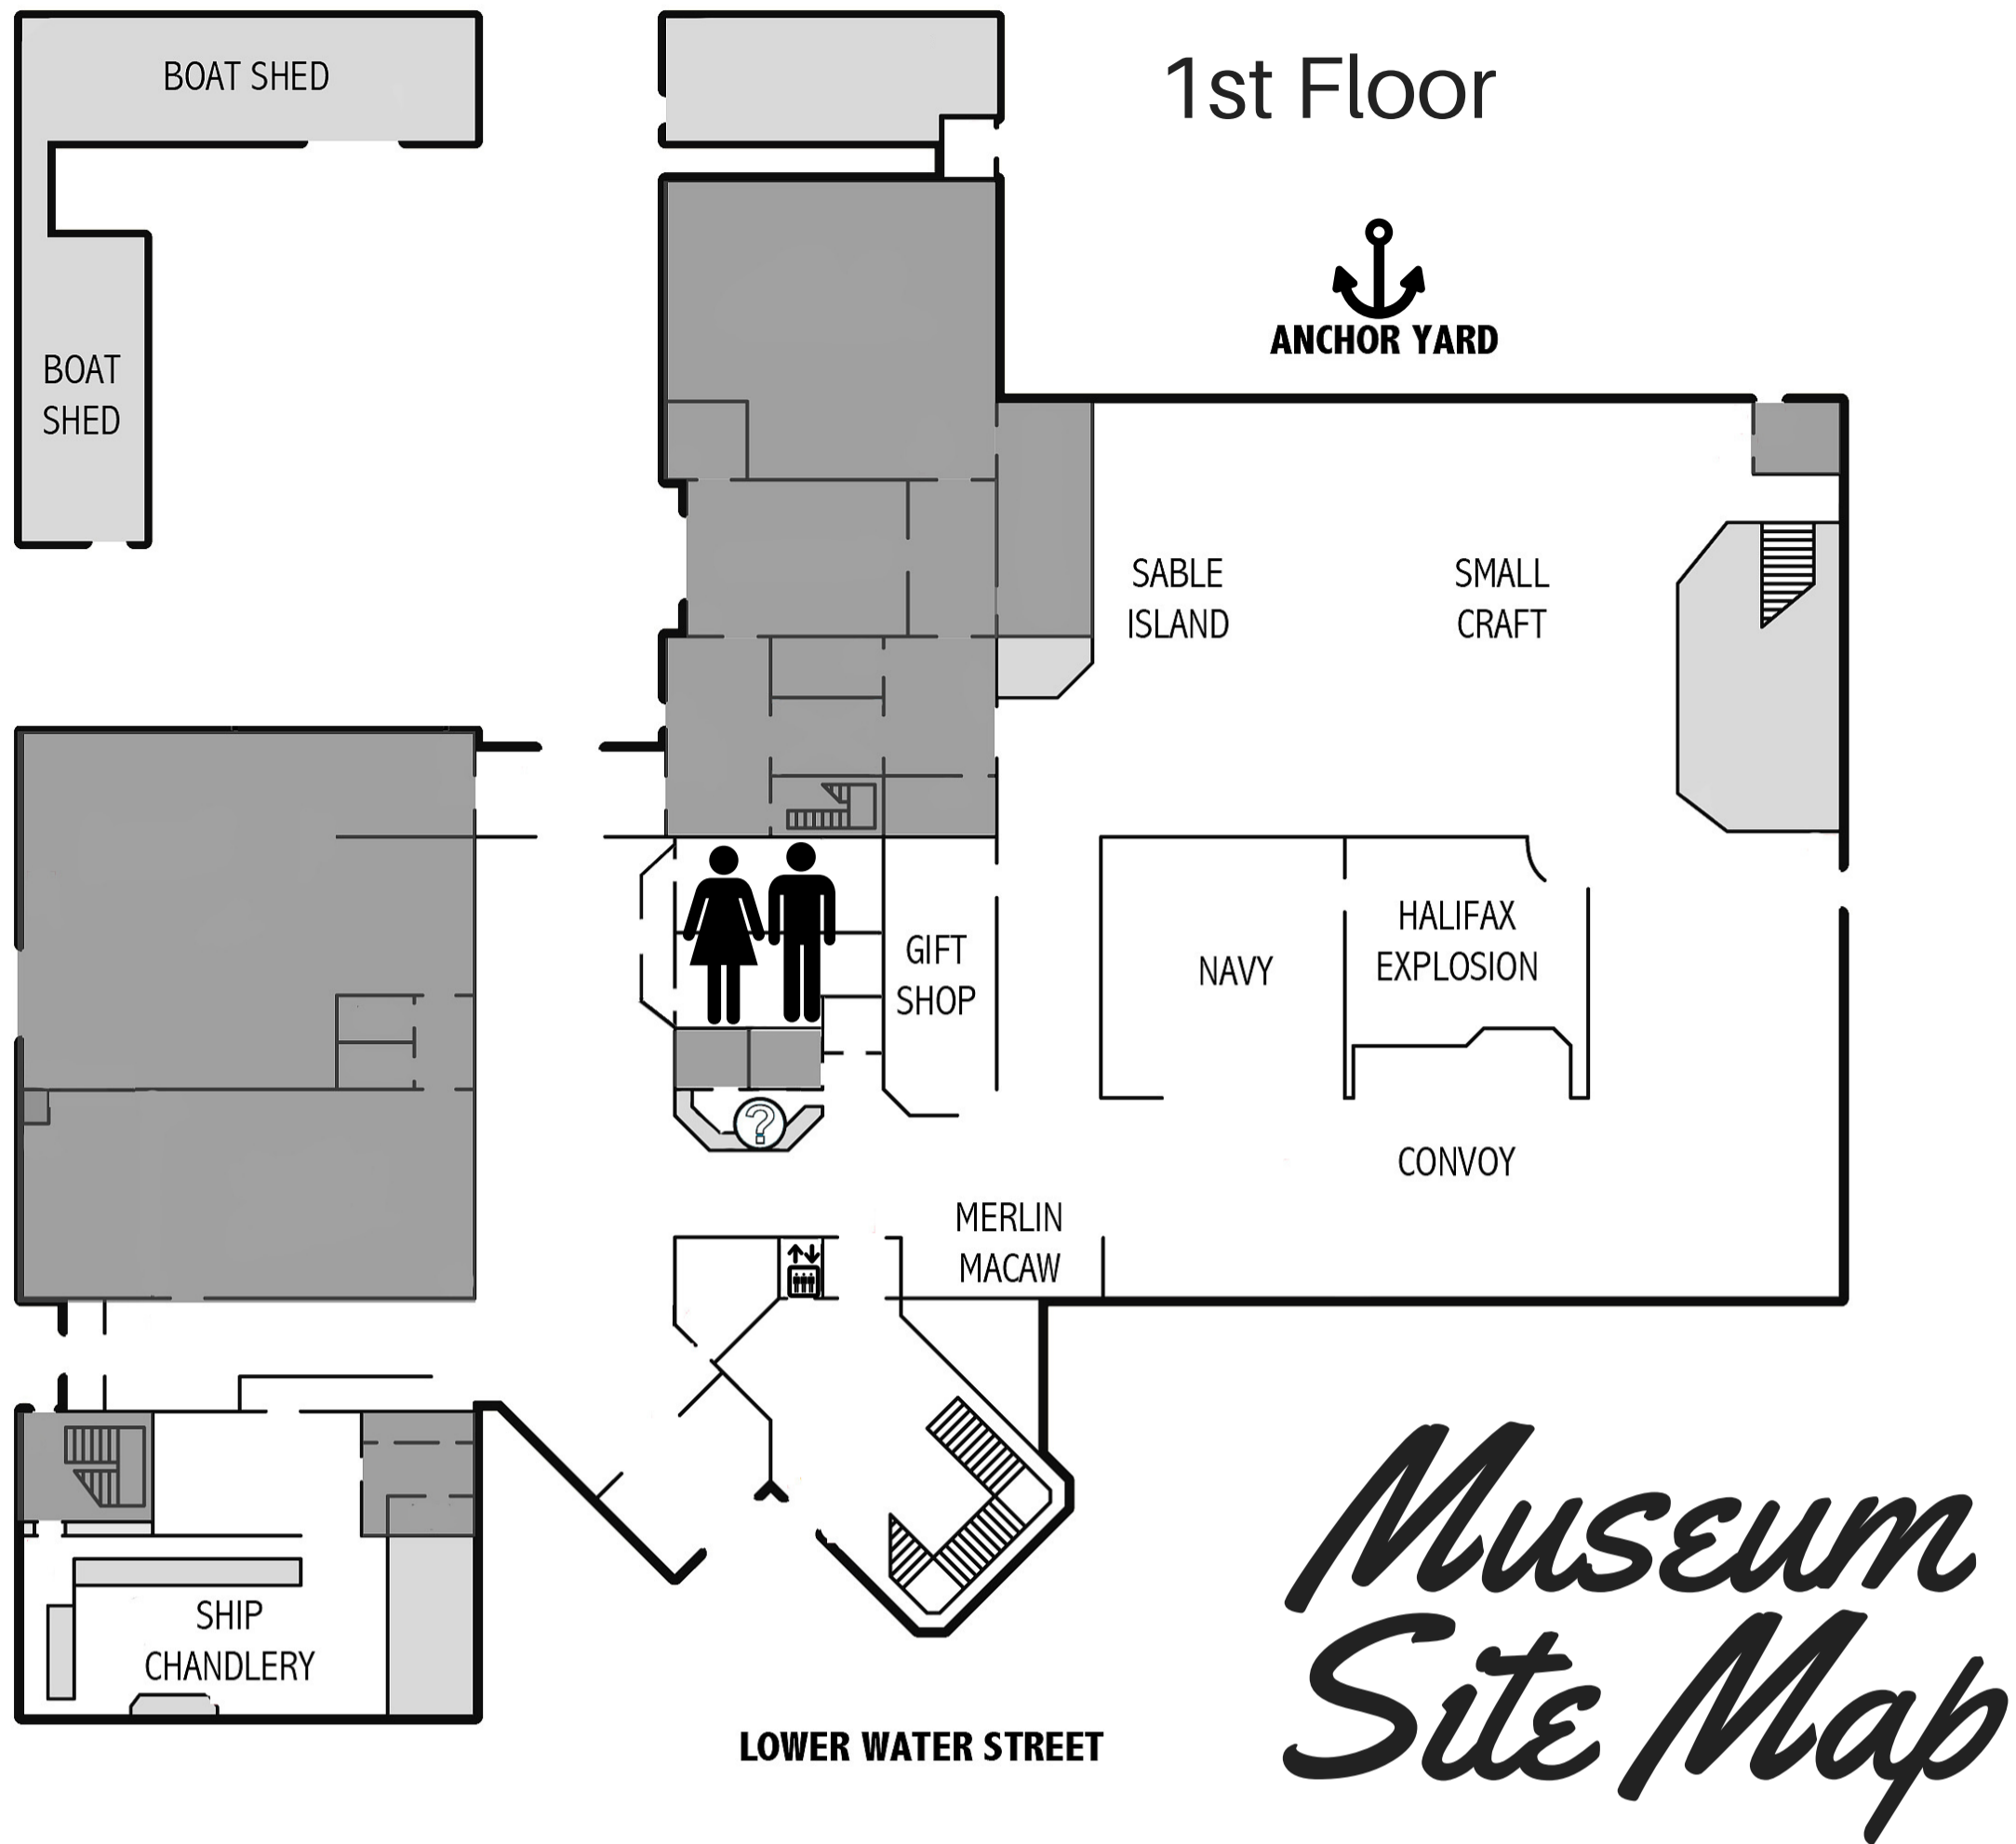 BOAT SHED
1st Floor
ANCHOR YARD
BOAT
SHED
SABLE
ISLAND
SMALL
CRAFT
GIFT
SHOP
NAVY
HALIFAX
EXPLOSION
?
CONVOY
MERLIN
MACAW
SHIP
CHANDLERY
LOWER WATER STREET
Museum
Site Map